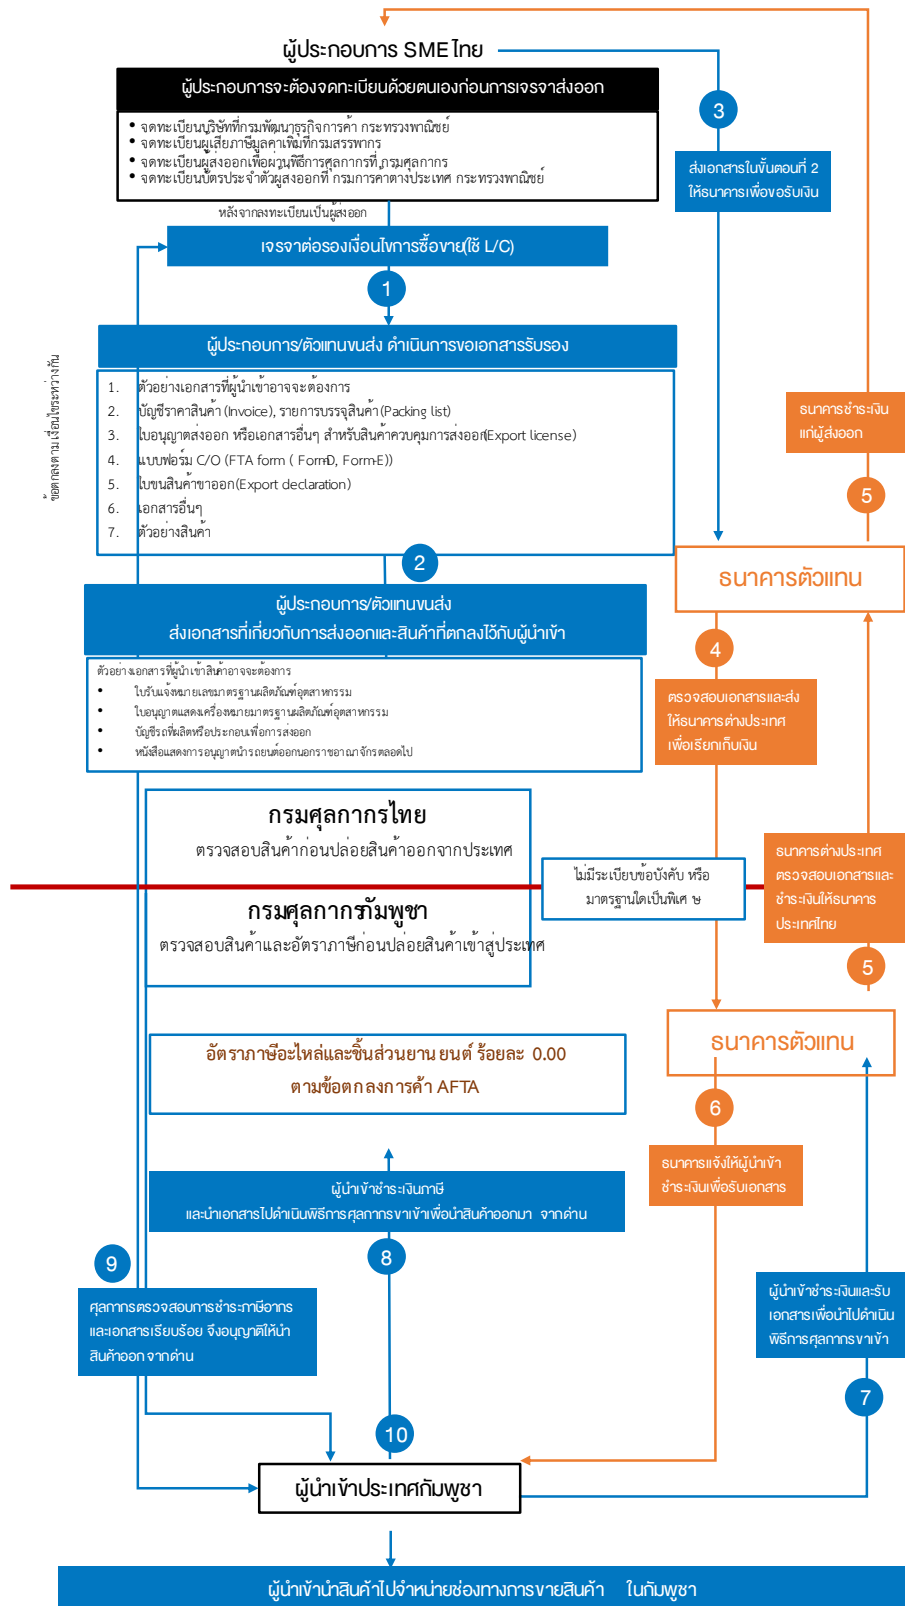 ผู้ประกอบการ SME ไทย
ผู้ประกอบการจะต้องจดทะเบียนด้วยตนเองก่อนการเจรจาส่งออก
• จดทะเบียนบริษัทที่กรมพัฒนาธุรกิจการค้า กระทรวงพาณิชย์
• จดทะเบียนผู้เสียภาษีมูลค่าเพิ่มที่กรมสรรพากร
• จดทะเบียนผู้ส่งออกเพื่อผ่านพิธีการศุลกากรที่ กรมศุลกากร
• จดทะเบียนบัตรประจำตัวผู้ส่งออกที่ กรมการค้าต่างประเทศ กระทรวงพาณิชย์
3
ส่งเอกสารในขั้นตอนที่ 2
ให้ธนาคารเพื่อขอรับเงิน
หลังจากลงทะเบียนเป็นผู้ส่งออก
เจรจาต่อรองเงื่อนไขการซื้อขาย(ใช้ L/C)
1
ข้อตกลงตามเงื่อนไขระหว่างกัน
ผู้ประกอบการ/ตัวแทนขนส่ง ดำเนินการขอเอกสารรับรอง
1. ตัวอย่างเอกสารที่ผู้นำเข้าอาจจะต้องการ
2. บัญชีราคาสินค้า (Invoice), รายการบรรจุสินค้า (Packing list)
3. ใบอนุญาตส่งออก หรือเอกสารอื่นๆ สำหรับสินค้าควบคุมการส่งออก(Export license)
4. แบบฟอร์ม C/O (FTA form ( Form-D, Form-E))
5. ใบขนสินค้าขาออก(Export declaration)
6. เอกสารอื่นๆ
7. ตัวอย่างสินค้า
ธนาคารชำระเงิน
แก่ผู้ส่งออก
5
2
ธนาคารตัวแทน
ผู้ประกอบการ/ตัวแทนขนส่ง
ส่งเอกสารที่เกี่ยวกับการส่งออกและสินค้าที่ตกลงไว้กับผู้นำเข้า
ตัวอย่างเอกสารที่ผู้นำเข้าสินค้าอาจจะต้องการ
• ใบรับแจ้งหมายเลขมาตรฐานผลิตภัณฑ์อุตสาหกรรม
• ใบอนุญาตแสดงเครื่องหมายมาตรฐานผลิตภัณฑ์อุตสาหกรรม
• บัญชีรถที่ผลิตหรือประกอบเพื่อการส่งออก
• หนังสือแสดงการอนุญาตนำรถยนต์ออกนอกราชอาณาจักรตลอดไป
4
ตรวจสอบเอกสารและส่ง
ให้ธนาคารต่างประเทศ
เพื่อเรียกเก็บเงิน
กรมศุลกากรไทย
ตรวจสอบสินค้าก่อนปล่อยสินค้าออกจากประเทศ
ไม่มีระเบียบข้อบังคับ หรือ
มาตรฐานใดเป็นพิเศษ
ธนาคารต่างประเทศ
ตรวจสอบเอกสารและ
ชำระเงินให้ธนาคาร
ประเทศไทย
5
กรมศุลกากรกัมพูชา
ตรวจสอบสินค้าและอัตราภาษีก่อนปล่อยสินค้าเข้าสู่ประเทศ
ธนาคารตัวแทน
อัตราภาษีอะไหล่และชิ้นส่วนยานยนต์ ร้อยละ 0.00
ตามข้อตกลงการค้า AFTA
6
ธนาคารแจ้งให้ผู้นำเข้า
ชำระเงินเพื่อรับเอกสาร
ผู้นำเข้าชำระเงินภาษี
และนำเอกสารไปดำเนินพิธีการศุลกากรขาเข้าเพื่อนำสินค้าออกมา จากด่าน
8
9
ศุลกากรตรวจสอบการชำระภาษีอากร
และเอกสารเรียบร้อย จึงอนุญาติให้นำ
สินค้าออก จากด่าน
ผู้นำเข้าชำระเงินและรับ
เอกสารเพื่อนำไปดำเนิน
พิธีการศุลกากรขาเข้า
7
10
ผู้นำเข้าประเทศกัมพูชา
ผู้นำเข้านำสินค้าไปจำหน่ายช่องทางการขายสินค้า ในกัมพูชา